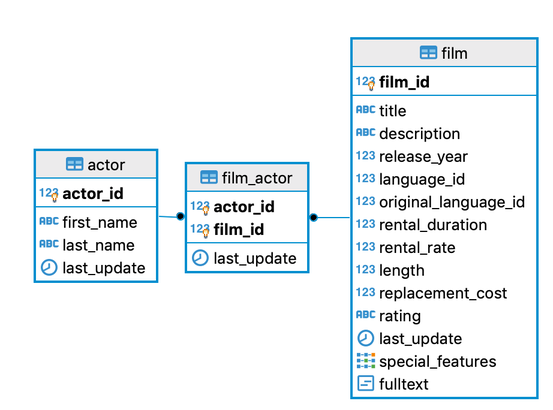 actor
123 actor_id
ABC first_name
ABC last_name
last_update
film_actor
123 actor_id
123 film_id
last_update
film
123 film_id
ABC title
ABC description
123 release_year
123 language_id
123 original_language_id
123 rental_duration
123 rental_rate
123 length
123 replacement_cost
ABC rating
last_update
special_features
fulltext